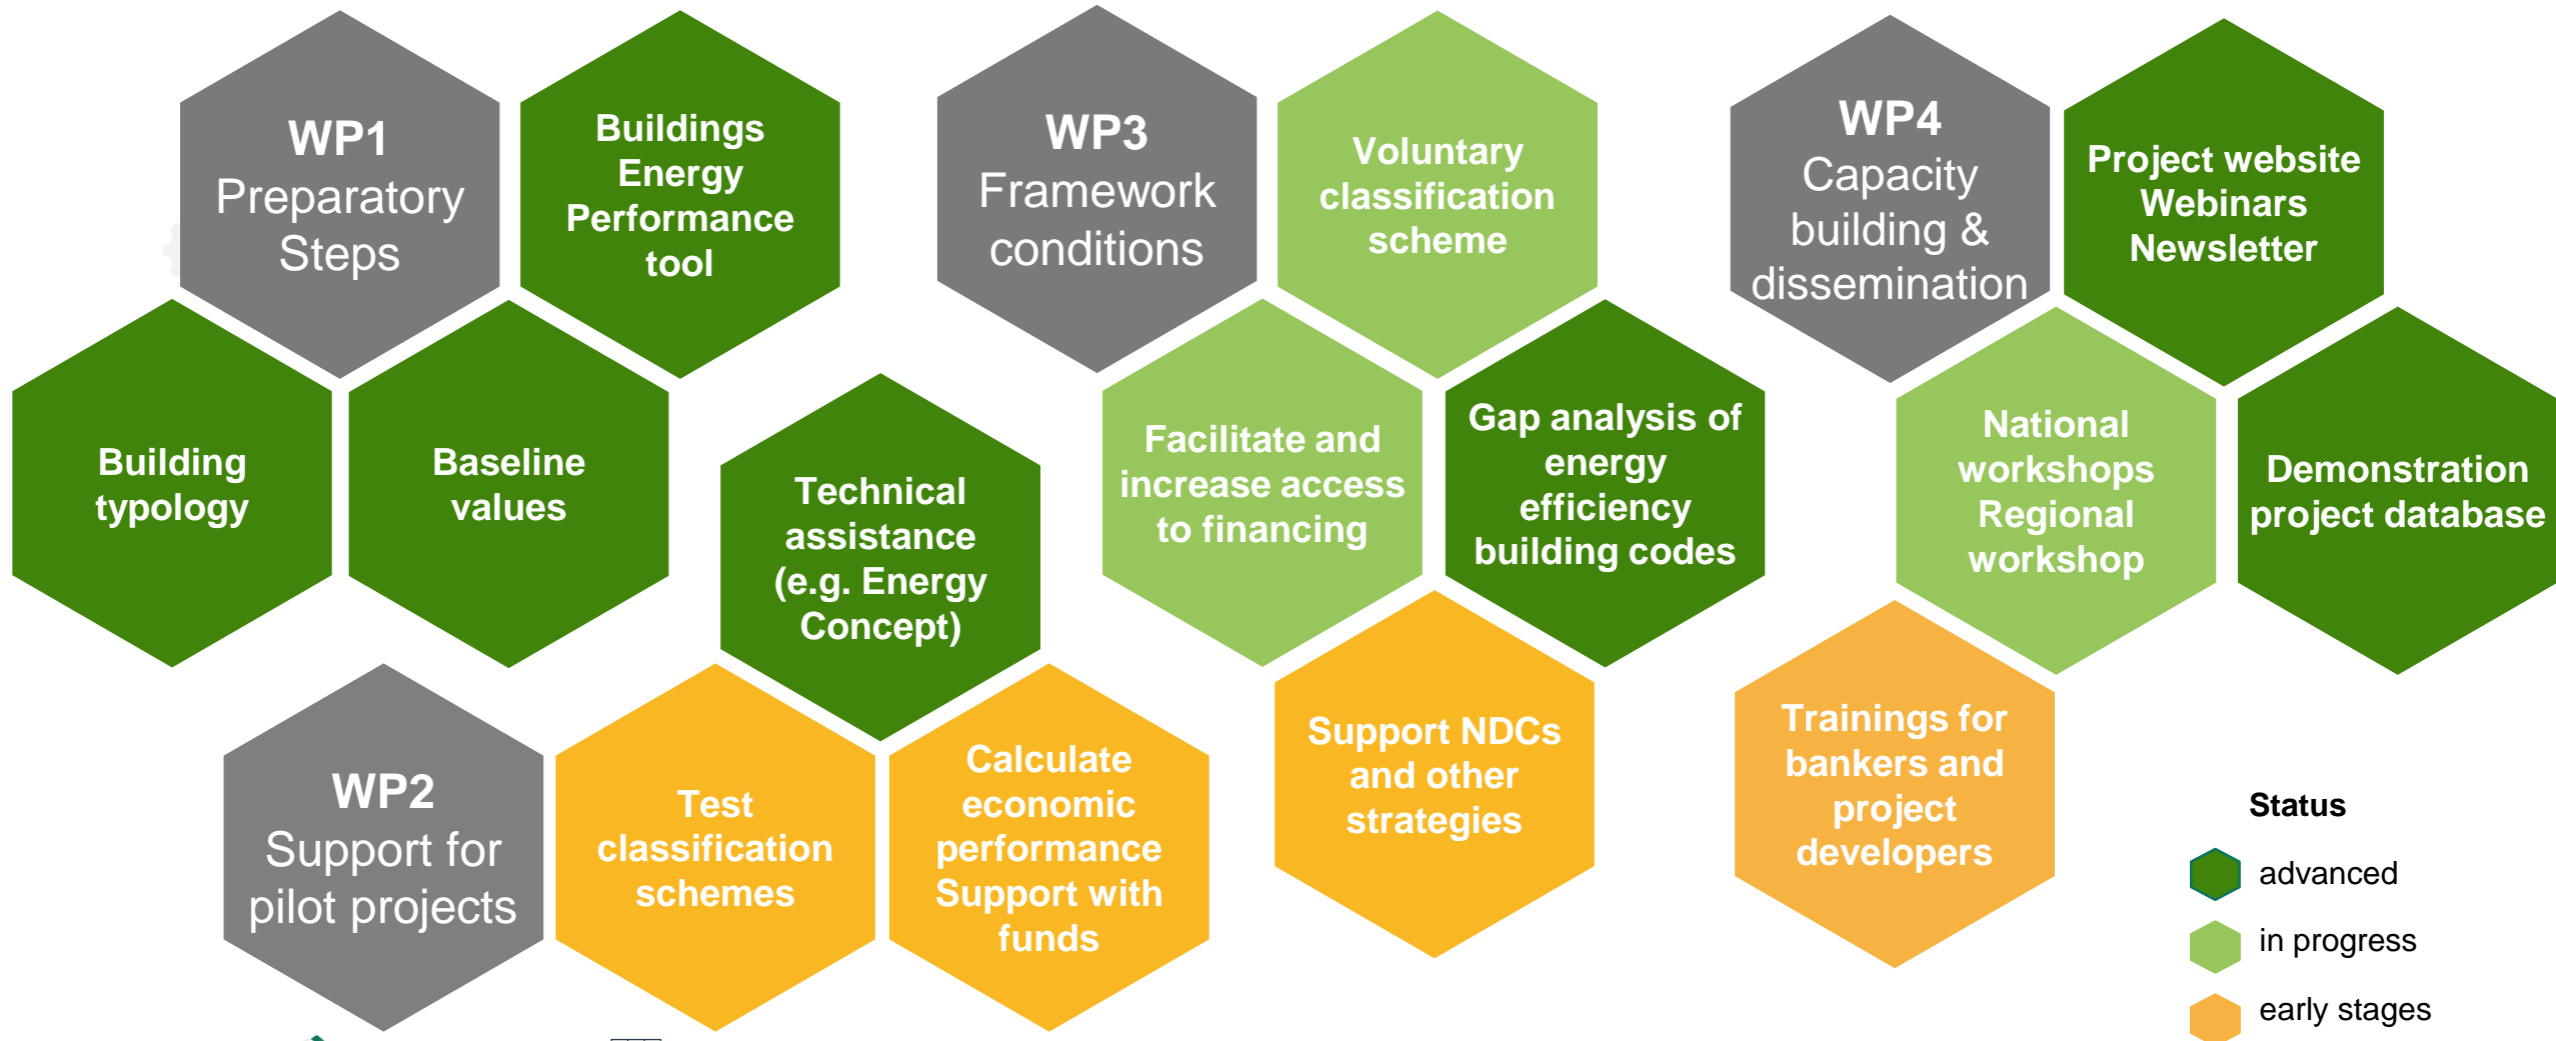 WP1
Preparatory
Steps
Buildings
Energy
Performance
tool
Building
typology
Baseline
values
WP2
Support for
pilot projects
Technical
assistance
(e.g. Energy
Concept)
Test
classification
schemes
Calculate
economic
performance
Support with
funds
WP3
Framework
conditions
Voluntary
classification
scheme
Facilitate and
increase access
to financing
Gap analysis of
energy
efficiency
building codes
Support NDCs
and other
strategies
WP4
Capacity
building &
dissemination
Project website
Webinars
Newsletter
National
workshops
Regional
workshop
Demonstration
project database
Trainings for
bankers and
project
developers
Status
advanced
in progress
early stages